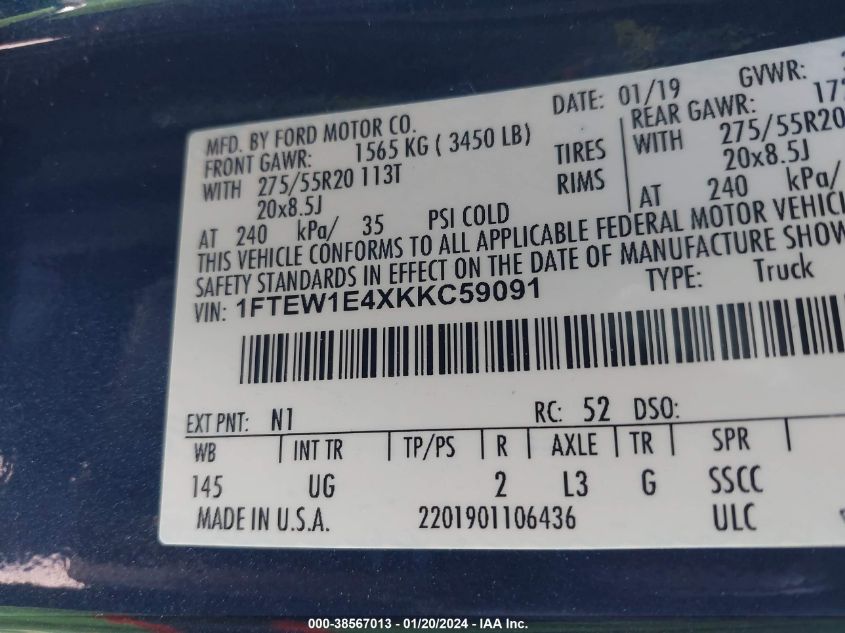 MFD. BY FORD MOTOR CO.
DATE: 01/19
GVWR:
FRONT GAWR: 1565 KG ( 3450 LB)
REAR GAWR:
WITH 275/55R20 113T TIRES
WITH 275/55R20
20x8.5J RIMS
20x8.5J
AT 240 kPa/ 35 PSI COLD
AT 240 kPa/
THIS VEHICLE CONFORMS TO ALL APPLICABLE FEDERAL MOTOR
SAFETY STANDARDS IN EFFECT ON THE DATE OF MANUFACTURE
VIN: 1FTEW1E4XKKC59091
TYPE: Truck
EXT PNT: N1 RC: 52 DSO:
WB INT TR TP/PS R AXLE TR SPR
145 UG 2 L3 G SSCC
MADE IN U.S.A. 2201901106436 ULC
000-38567013 - 01/20/2024 - IAA Inc.